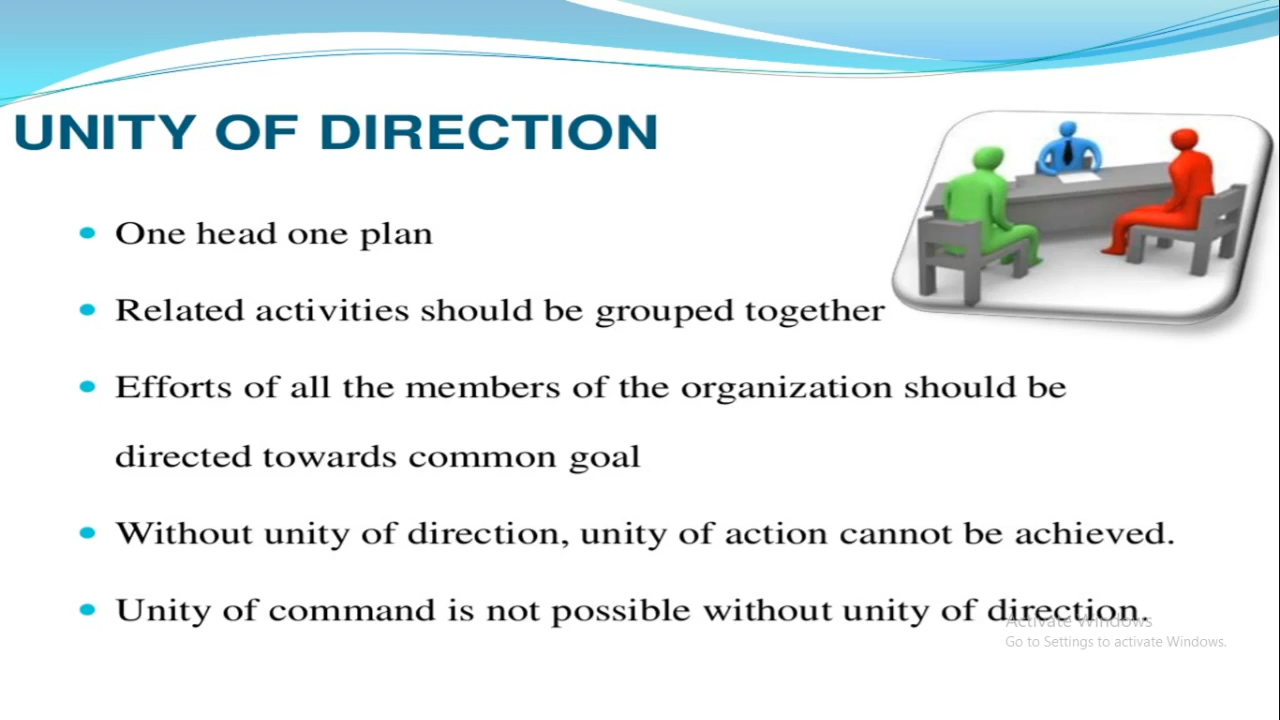 UNITY OF DIRECTION
One head one plan
Related activities should be grouped together
Efforts of all the members of the organization should be
directed towards common goal
Without unity of direction, unity of action cannot be achieved.
Unity of command is not possible without unity of direction.
Activate Windows
Go to Settings to activate Windows.